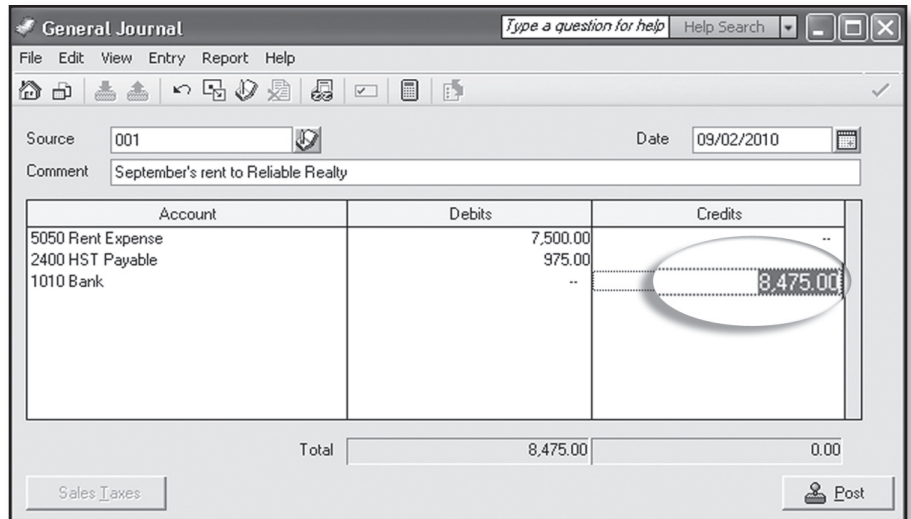 General Journal
Type a question for help Help Search
File Edit View Entry Report Help
Source 001 Date 09/02/2010
Comment September's rent to Reliable Realty
Account Debits Credits
5050 Rent Expense 7,500.00 --
2400 HST Payable 975.00
1010 Bank -- 8,475.00
Total 8,475.00 0.00
Sales Taxes Post